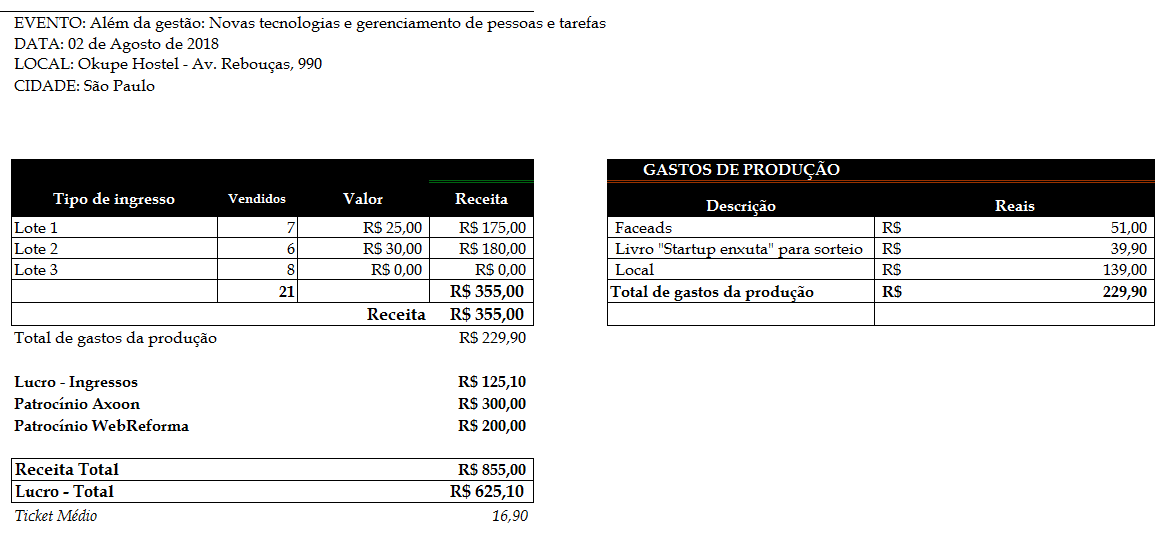 EVENTO: Além da gestão: Novas tecnologias e gerenciamento de pessoas e tarefas
DATA: 02 de Agosto de 2018
LOCAL: Okupe Hostel - Av. Rebouças, 990
CIDADE: São Paulo
Tipo de ingresso Vendidos Valor Receita
Lote 1 7 R$ 25,00 R$ 175,00
Lote 2 6 R$ 30,00 R$ 180,00
Lote 3 8 R$ 0,00 R$ 0,00
21 R$ 355,00
Receita R$ 355,00
Total de gastos da produção R$ 229,90
Lucro - Ingressos R$ 125,10
Patrocínio Axoon R$ 300,00
Patrocínio WebReforma R$ 200,00
Receita Total R$ 855,00
Lucro - Total R$ 625,10
Ticket Médio 16,90
GASTOS DE PRODUÇÃO
Descrição Reais
Faceads R$ 51,00
Livro "Startup enxuta" para sorteio R$ 39,90
Local R$ 139,00
Total de gastos da produção R$ 229,90